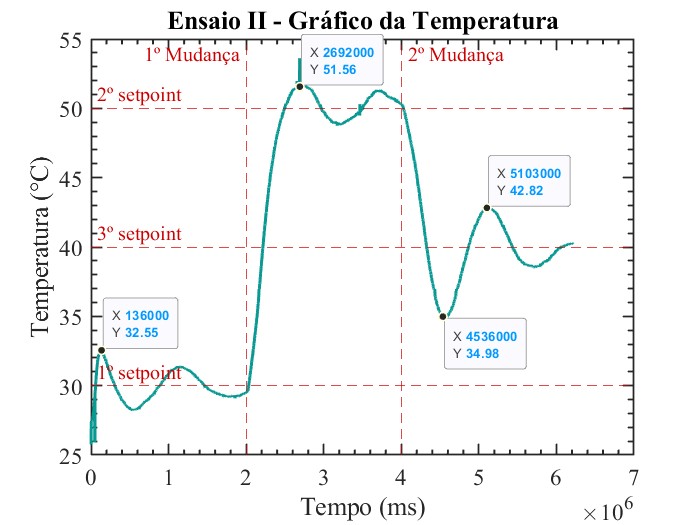 Ensaio II - Gráfico da Temperatura
55
50
45
40
35
30
25
Temperatura (°C)
1º Mudança
2º Mudança
X 2692000
Y 51.56
2º setpoint
X 5103000
Y 42.82
3º setpoint
X 136000
Y 32.55
X 4536000
Y 34.98
1º setpoint
0 1 2 3 4 5 6 7
Tempo (ms)
×10⁶